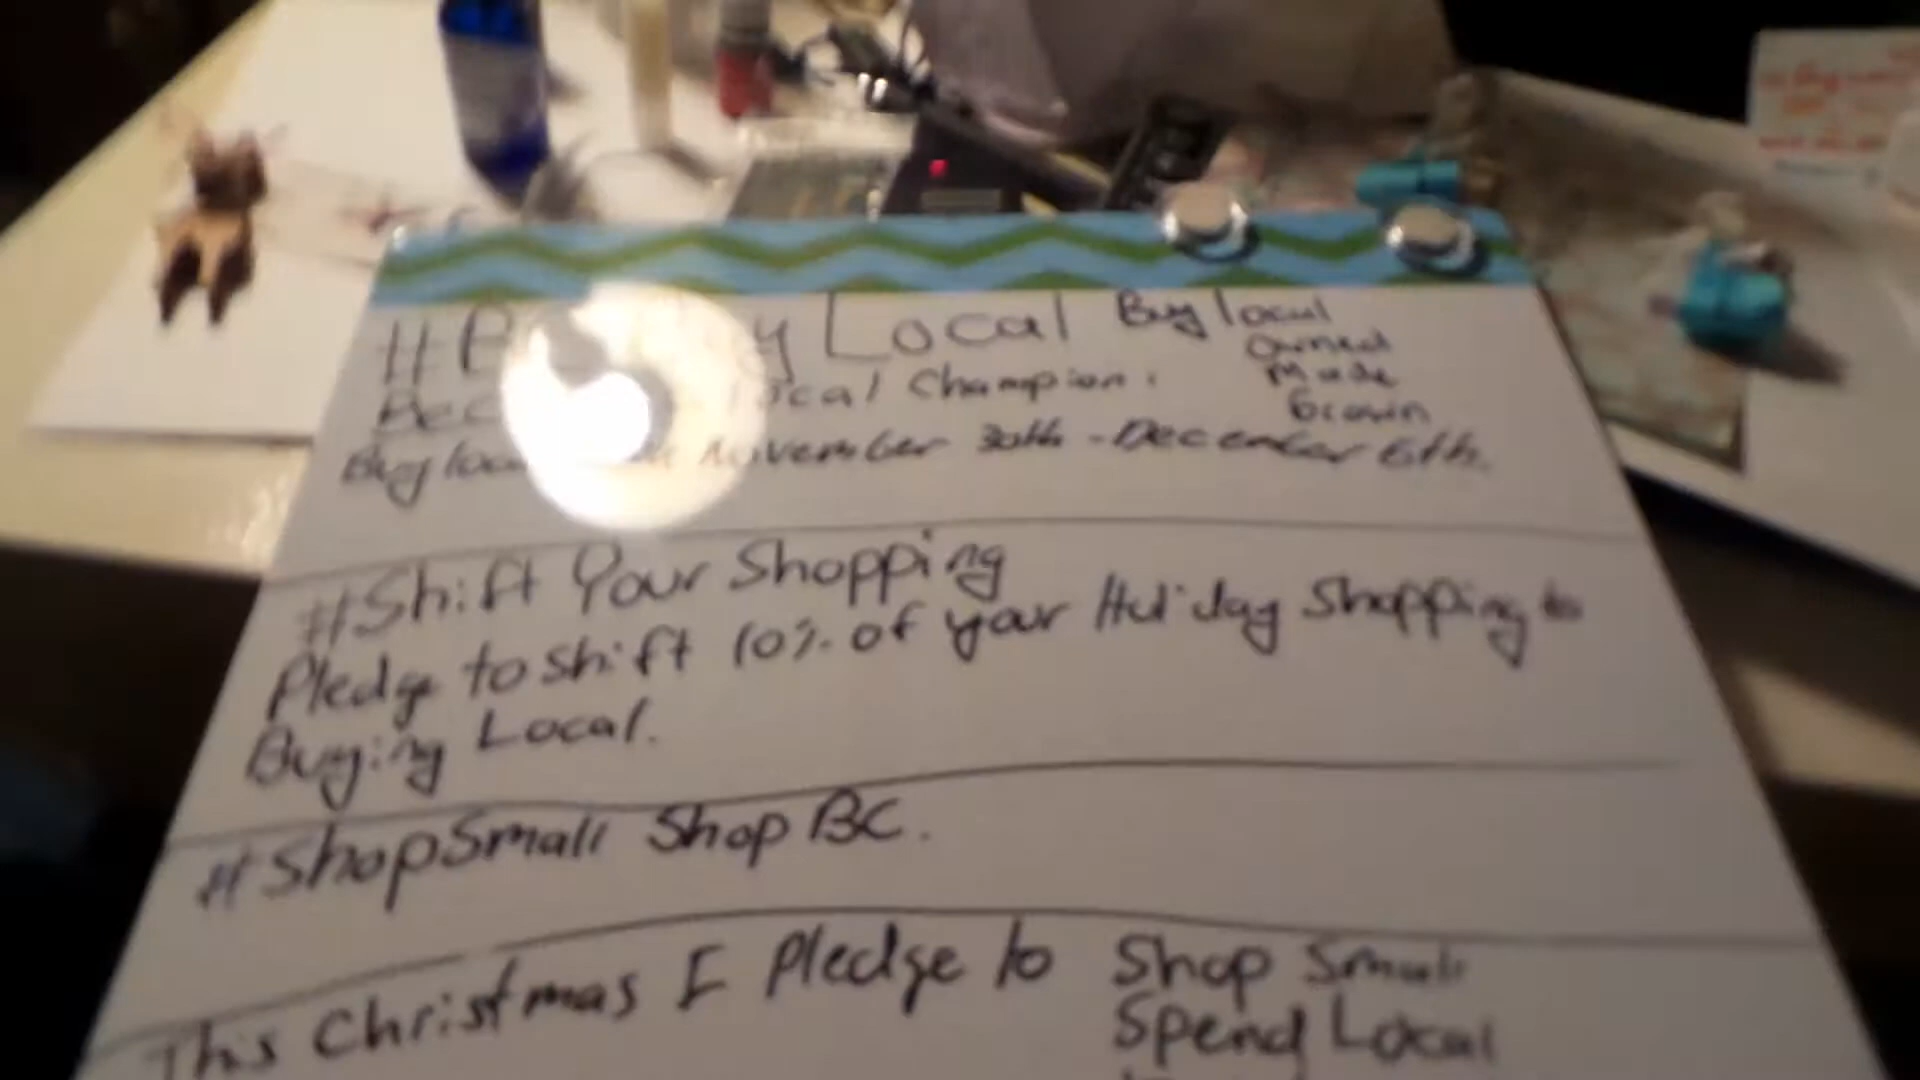 Local Buy local
Owned
Made
Grown
Local Champion:
Buy local November 30th - December 6th.
#Shift Your Shopping
Pledge to shift 10% of your Holiday Shopping to
Buying Local.
#ShopSmall Shop BC.
This Christmas I Pledge to Shop Small
Spend Local